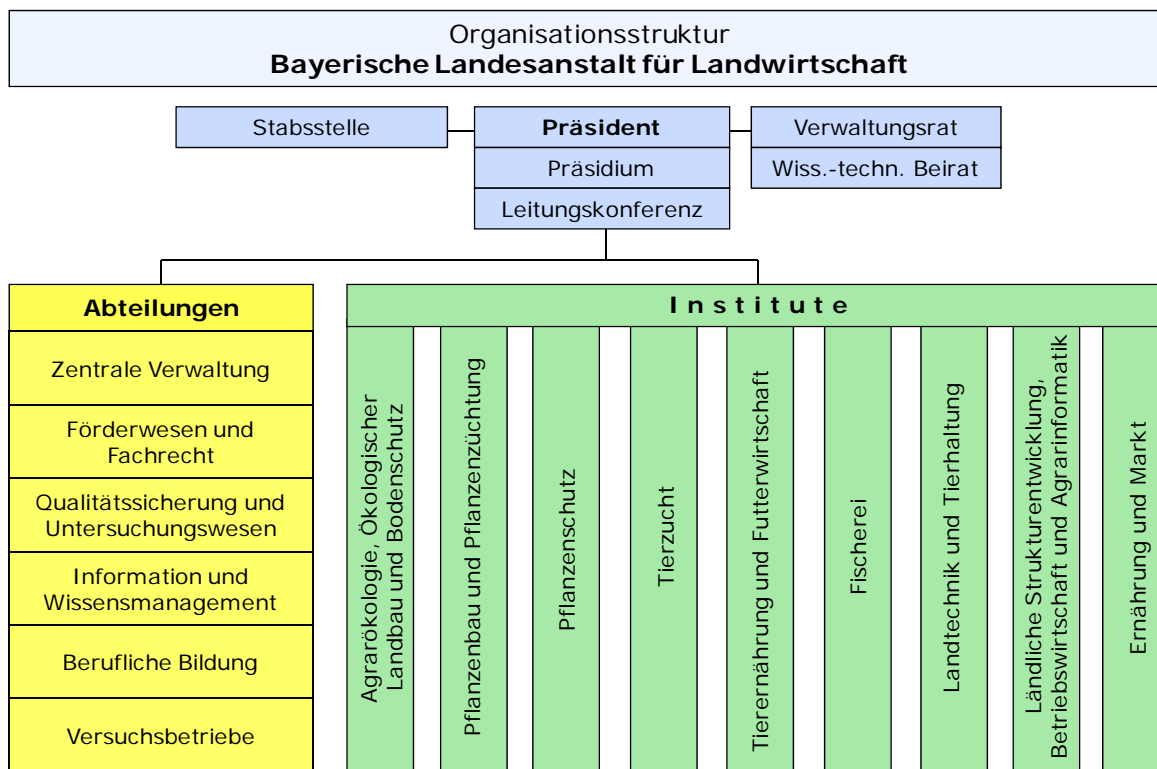 Organisationsstruktur
Bayerische Landesanstalt für Landwirtschaft
Stabsstelle
Präsident
Verwaltungsrat
Präsidium
Wiss.-techn. Beirat
Leitungskonferenz
Abteilungen
Zentrale Verwaltung
Förderwesen und
Fachrecht
Qualitätssicherung und
Untersuchungswesen
Information und
Wissensmanagement
Berufliche Bildung
Versuchsbetriebe
Institute
Agrarökologie, Ökologischer
Landbau und Bodenschutz
Pflanzenbau und Pflanzenzüchtung
Pflanzenschutz
Tierzucht
Tierernährung und Futterwirtschaft
Fischerei
Landtechnik und Tierhaltung
Ländliche Strukturentwicklung,
Betriebswirtschaft und Agrarinformatik
Ernährung und Markt